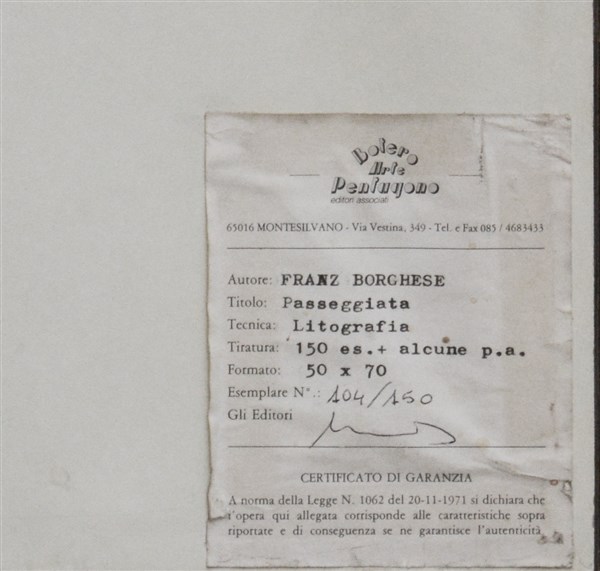 Botero
Arte
Pentagono
editori associati
65016 MONTESILVANO - Via Vestina, 349 - Tel. e Fax 085 / 4683433
Autore: FRANZ BORGHESE
Titolo: Passeggiata
Tecnica: Litografia
Tiratura: 150 es.+ alcune p.a.
Formato: 50 x 70
Esemplare N°.: 104/150
Gli Editori
CERTIFICATO DI GARANZIA
A norma della Legge N. 1062 del 20-11-1971 si dichiara che
l'opera qui allegata corrisponde alle caratteristiche sopra
riportate e di conseguenza se ne garantisce l'autenticità.